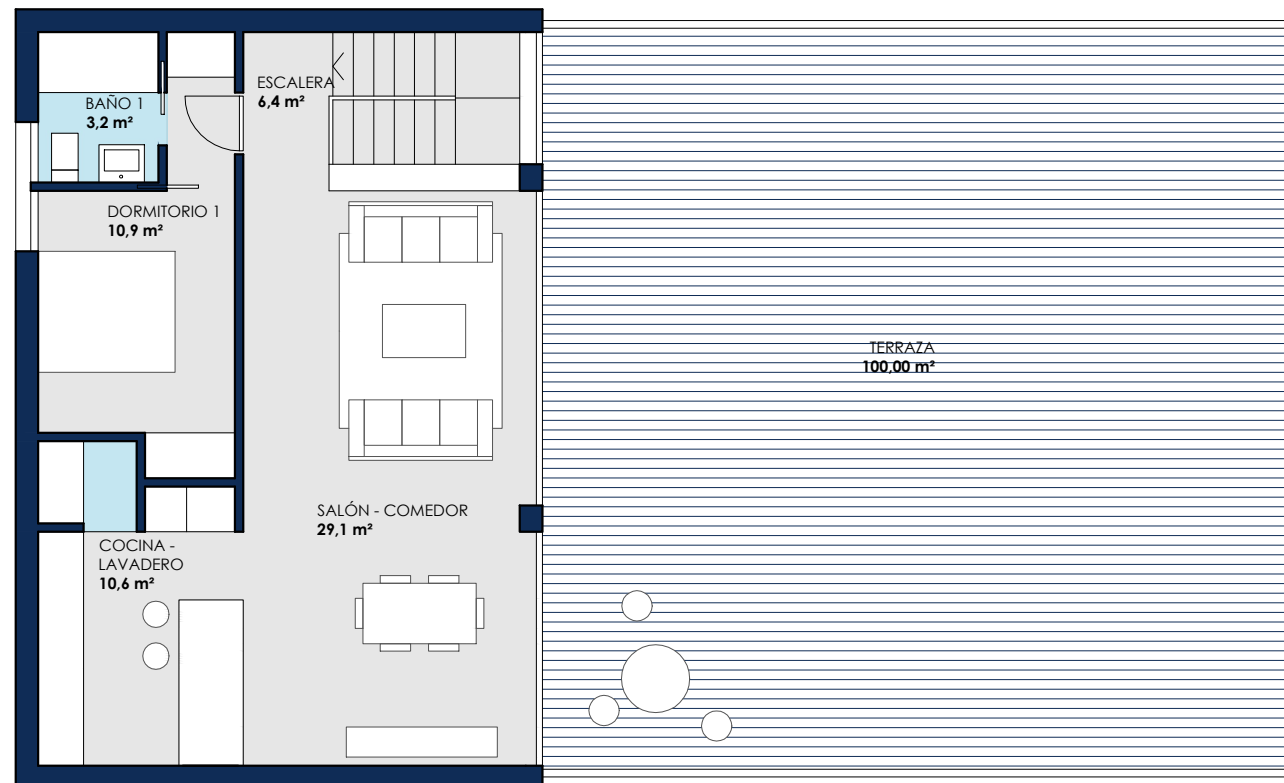 ESCALERA
6,4 m²
BAÑO 1
3,2 m²
DORMITORIO 1
10,9 m²
TERRAZA
100,00 m²
SALÓN - COMEDOR
29,1 m²
COCINA -
LAVADERO
10,6 m²